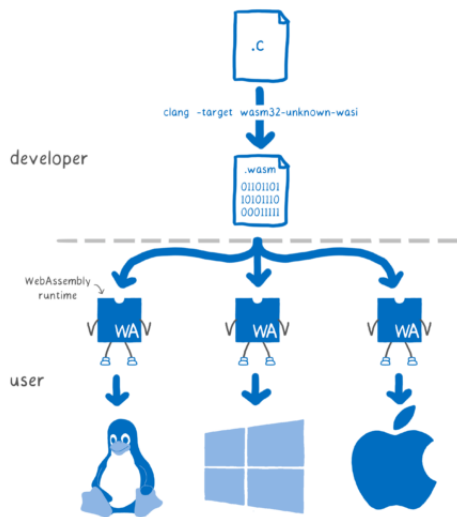 .C
clang -target wasm32-unknown-wasi
developer
.wasm
01101101
10101110
00011111
WebAssembly
runtime
WA
WA
WA
user